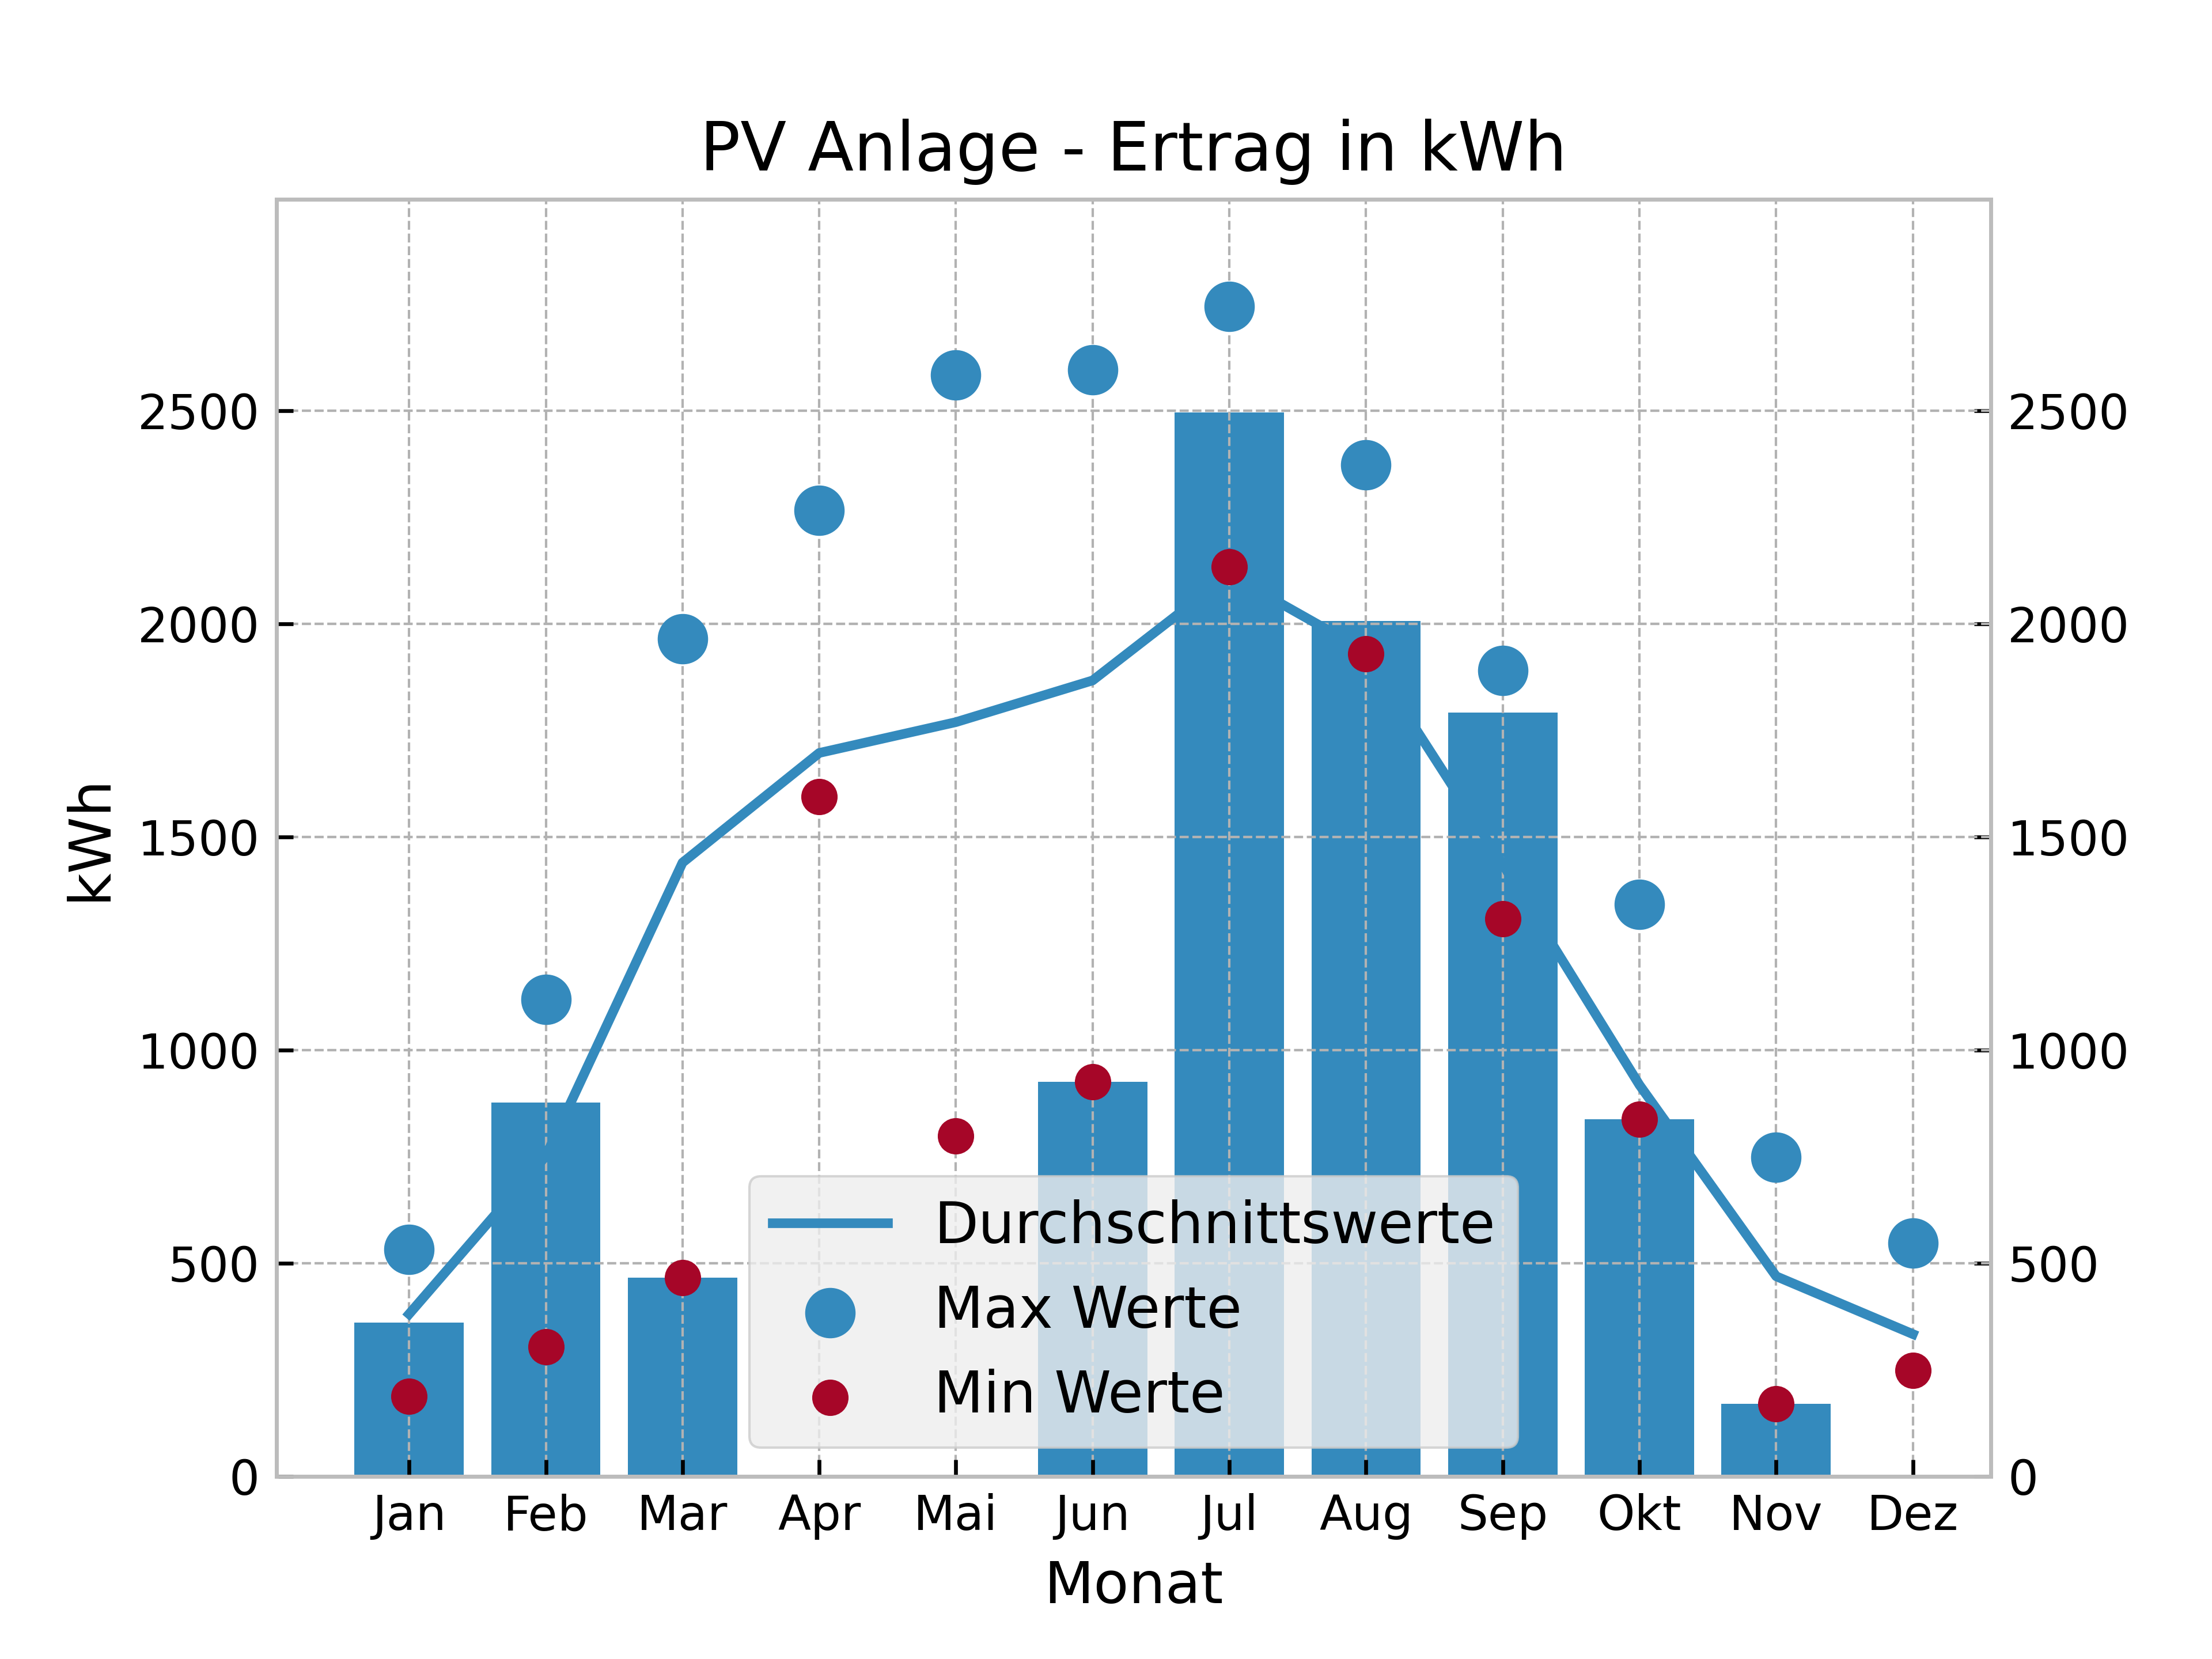 PV Anlage - Ertrag in kWh
kWh
2500
2000
1500
1000
500
0
2500
2000
1500
1000
500
0
Durchschnittswerte
Max Werte
Min Werte
Jan Feb Mar Apr Mai Jun Jul Aug Sep Okt Nov Dez
Monat